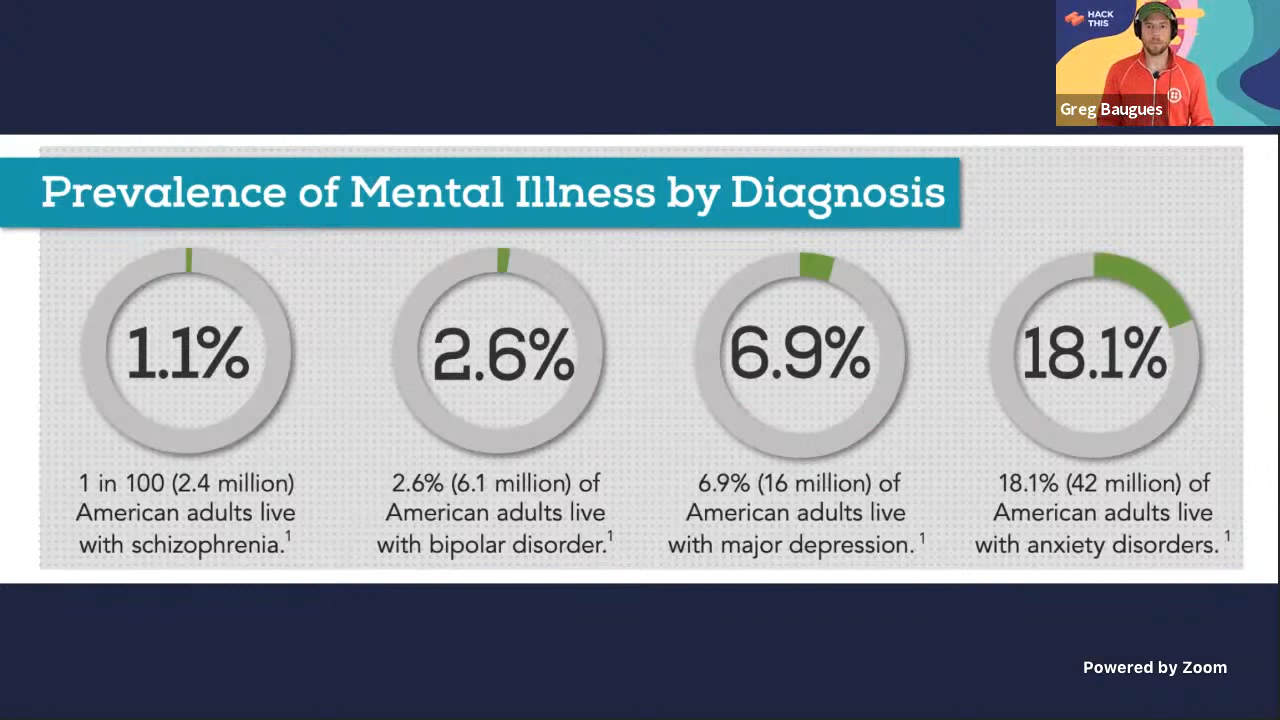 HACK
THIS
Greg Baugues
Prevalence of Mental Illness by Diagnosis
1.1%
2.6%
6.9%
18.1%
1 in 100 (2.4 million)
American adults live
with schizophrenia.1
2.6% (6.1 million) of
American adults live
with bipolar disorder.1
6.9% (16 million) of
American adults live
with major depression. 1
18.1% (42 million) of
American adults live
with anxiety disorders. 1
Powered by Zoom